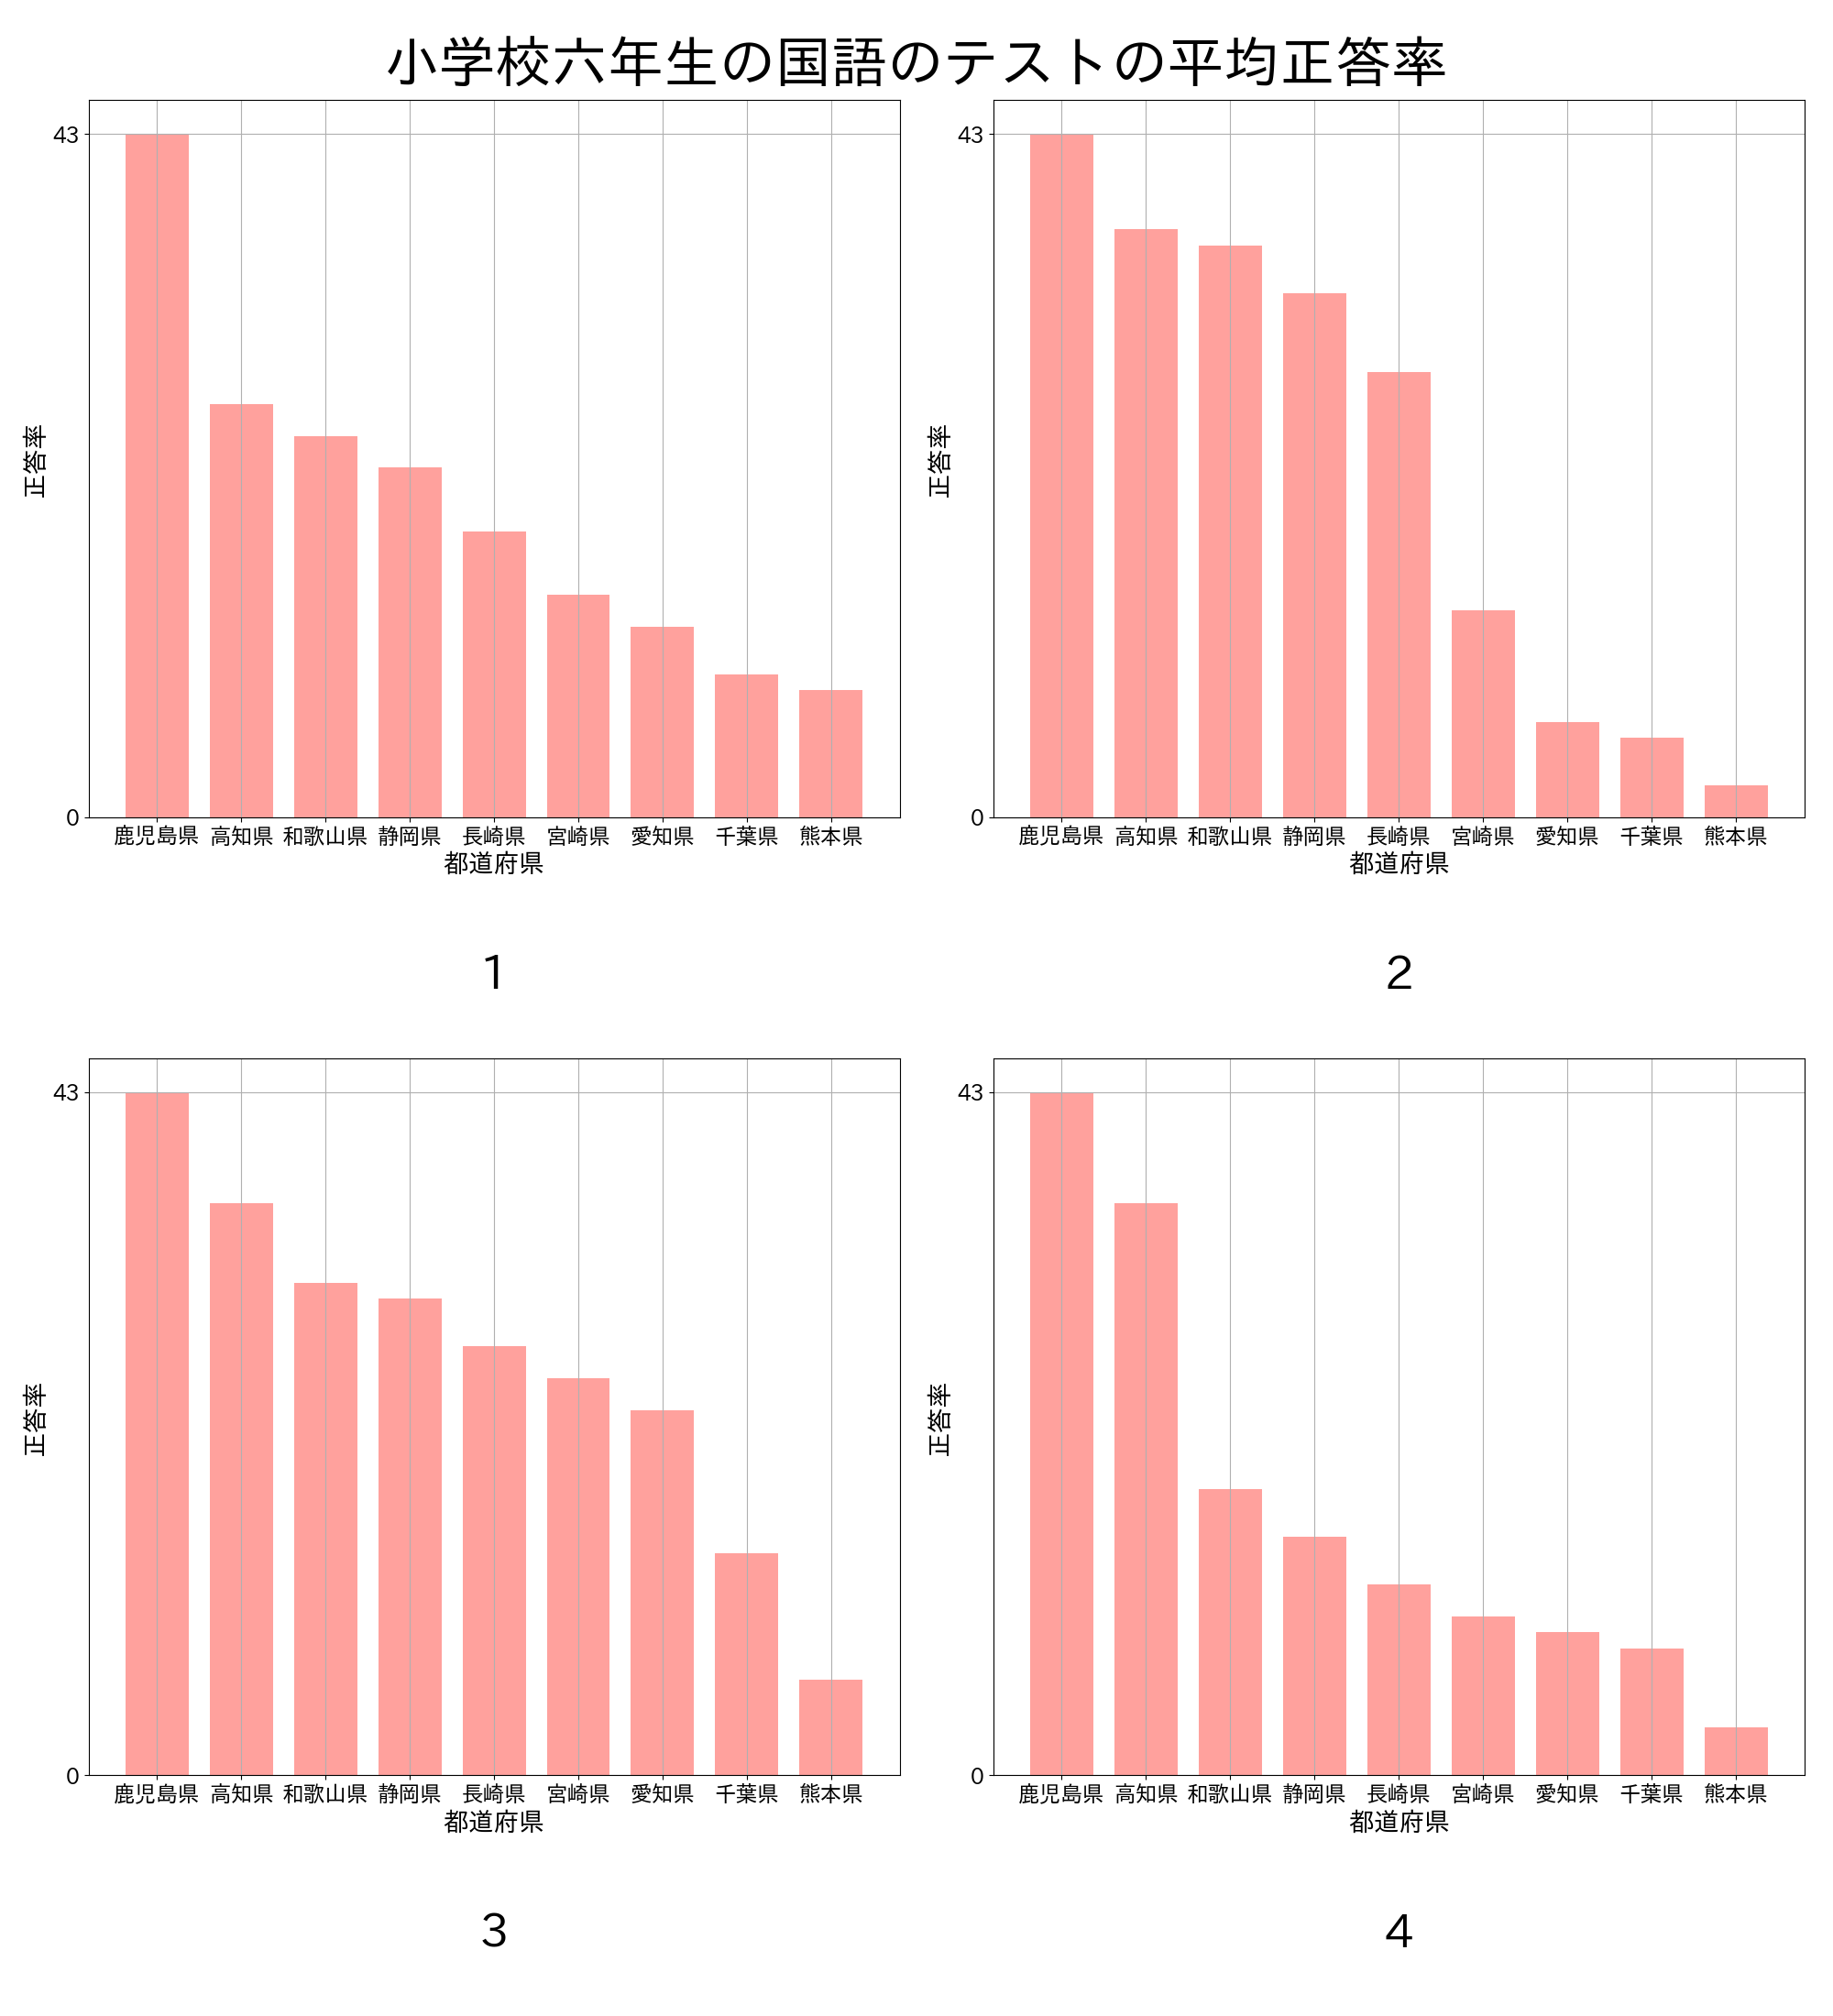 小学校六年生の国語のテストの平均正答率
43
0
正答率
鹿児島県 高知県 和歌山県 静岡県 長崎県 宮崎県 愛知県 千葉県 熊本県
都道府県
1
43
0
正答率
鹿児島県 高知県 和歌山県 静岡県 長崎県 宮崎県 愛知県 千葉県 熊本県
都道府県
2
43
0
正答率
鹿児島県 高知県 和歌山県 静岡県 長崎県 宮崎県 愛知県 千葉県 熊本県
都道府県
3
43
0
正答率
鹿児島県 高知県 和歌山県 静岡県 長崎県 宮崎県 愛知県 千葉県 熊本県
都道府県
4